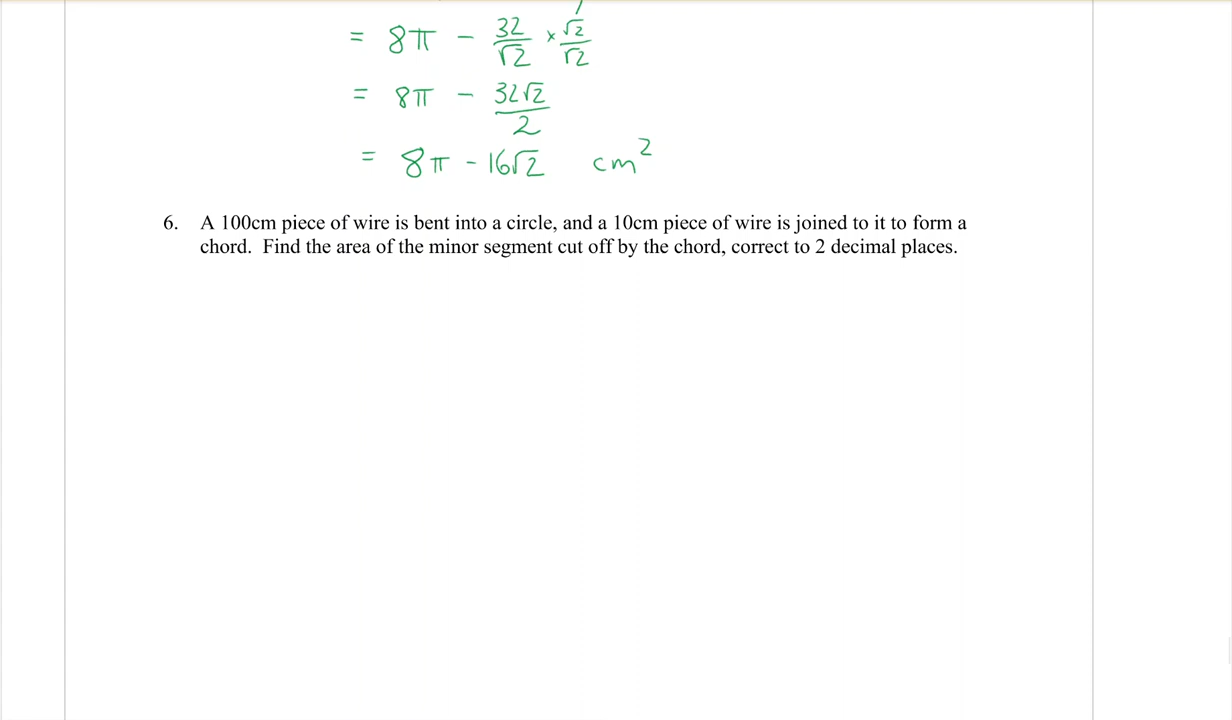 = 8π − 32/√2 × √2/√2
= 8π − 32√2/2
= 8π − 16√2 cm²
6. A 100cm piece of wire is bent into a circle, and a 10cm piece of wire is joined to it to form a
chord. Find the area of the minor segment cut off by the chord, correct to 2 decimal places.